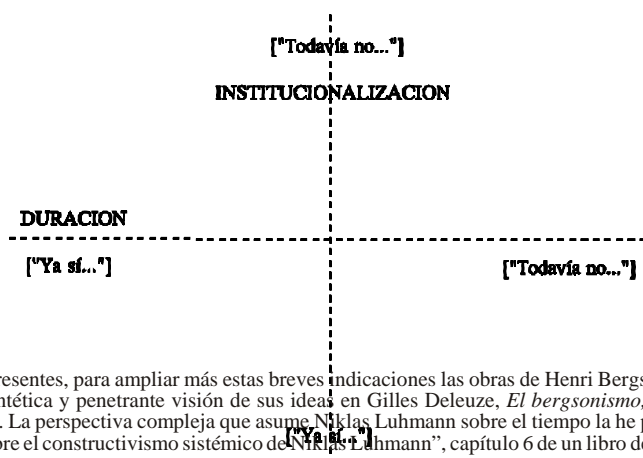 ["Todavía no..."]
INSTITUCIONALIZACION
DURACION
["Ya sí..."]
["Todavía no..."]
resentes, para ampliar más estas breves indicaciones las obras de Henri Bergs
ntética y penetrante visión de sus ideas en Gilles Deleuze, El bergsonismo,
. La perspectiva compleja que asume Niklas Luhmann sobre el tiempo la he p
bre el constructivismo sistémico de Niklas Luhmann”, capítulo 6 de un libro de
["Ya sí..."]